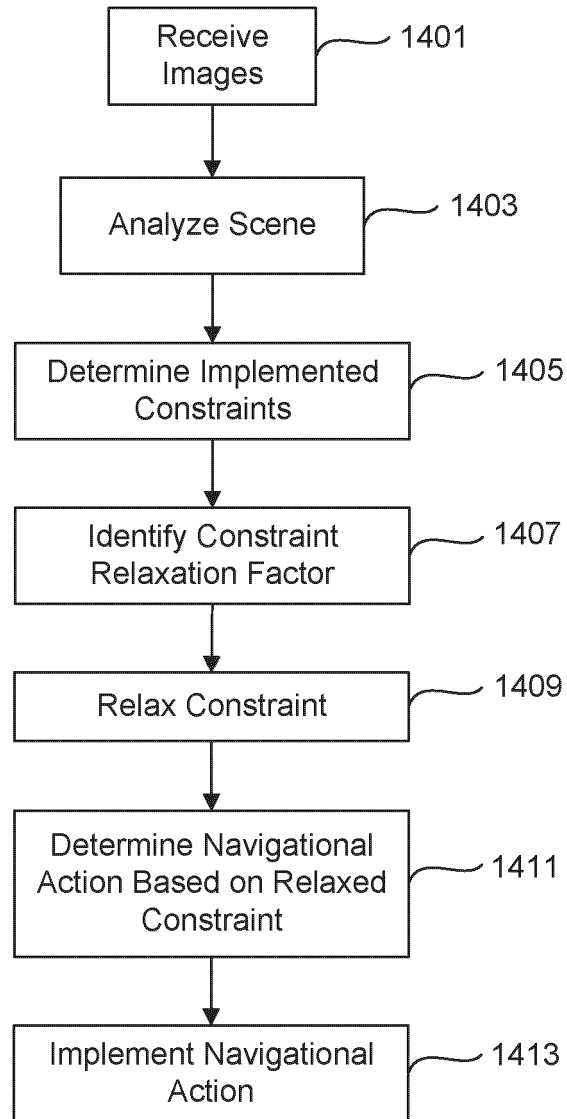 Receive
Images
1401
Analyze Scene
1403
Determine Implemented
Constraints
1405
Identify Constraint
Relaxation Factor
1407
Relax Constraint
1409
Determine Navigational
Action Based on Relaxed
Constraint
1411
Implement Navigational
Action
1413